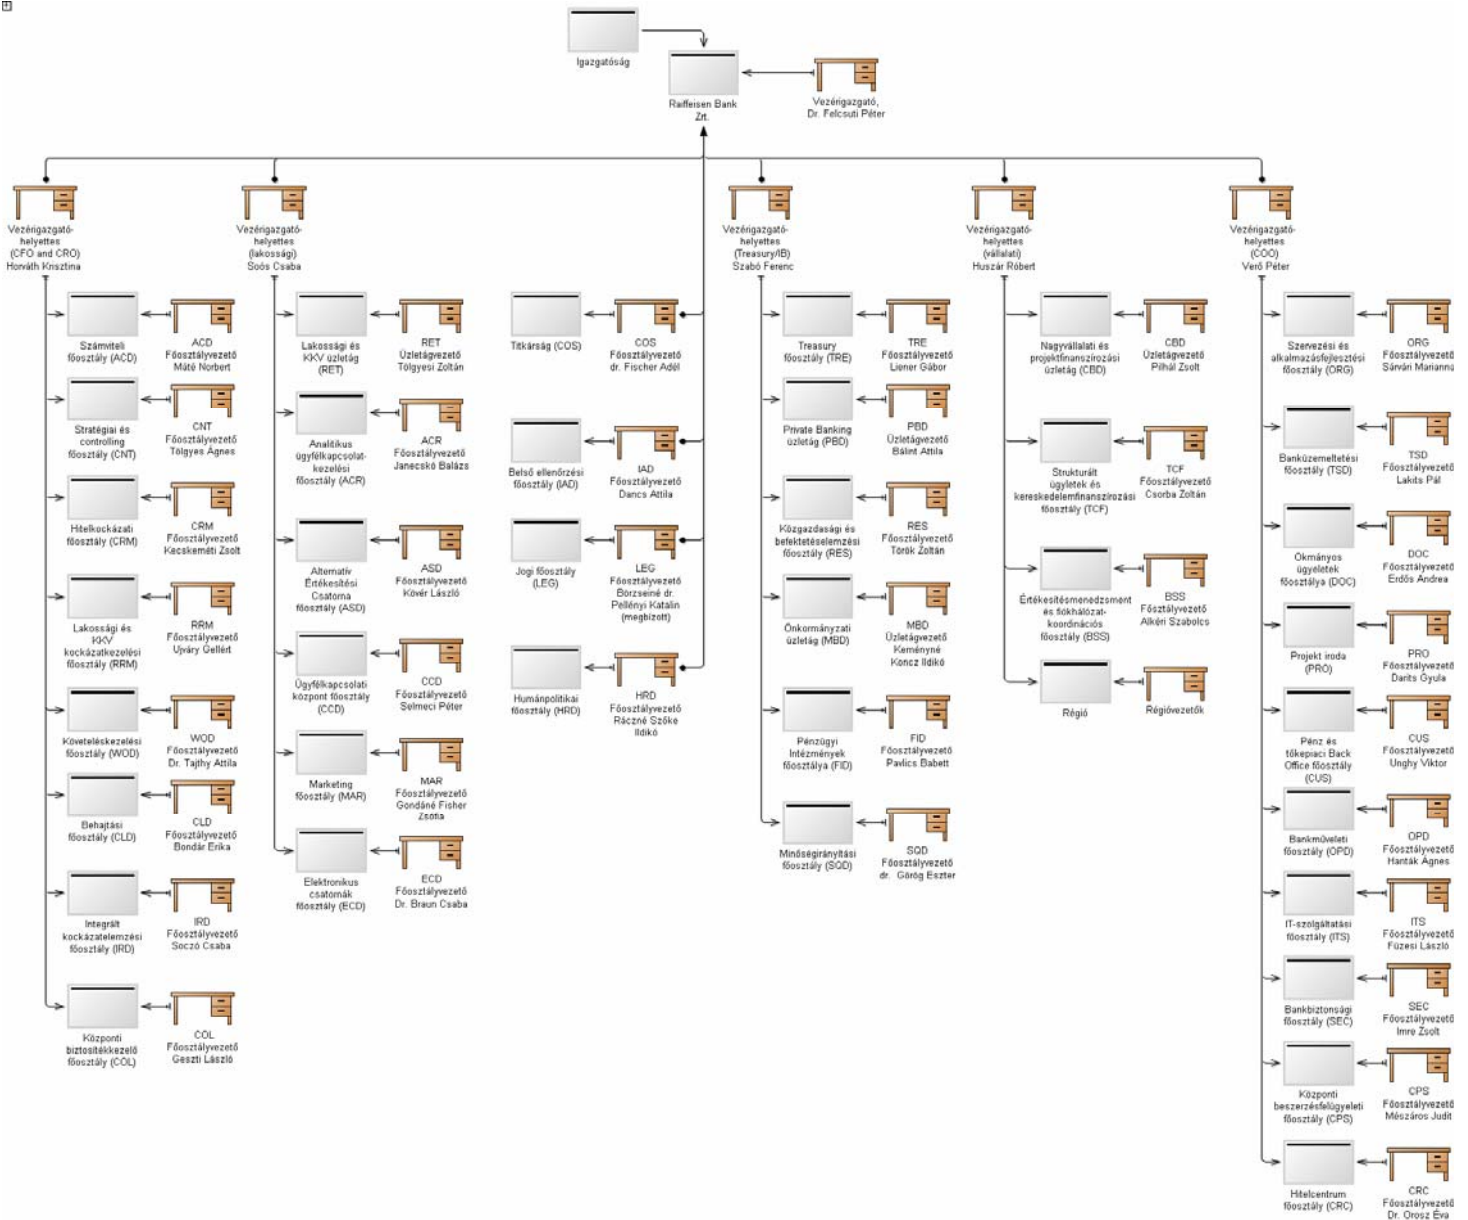 Igazgatóság
Raiffeisen Bank
Zrt.
Vezérigazgató,
Dr. Felcsuti Péter
Vezérigazgató-
helyettes
(CFO and CRO)
Horváth Krisztina
Vezérigazgató-
helyettes
(lakossági)
Soós Csaba
Vezérigazgató-
helyettes
(Treasury/IB)
Szabó Ferenc
Vezérigazgató-
helyettes
(vállalati)
Huszár Róbert
Vezérigazgató-
helyettes
(COO)
Verő Péter
Számviteli
főosztály (ACD)
ACD
Főosztályvezető
Máté Norbert
Stratégiai és
controlling
főosztály (CNT)
CNT
Főosztályvezető
Tölgyes Ágnes
Hitelkockázati
főosztály (CRM)
CRM
Főosztályvezető
Kecskeméti Zsolt
Lakossági és
KKV
kockázatkezelési
főosztály (RRM)
RRM
Főosztályvezető
Ujváry Gellért
Követeléskezelési
főosztály (WOD)
WOD
Főosztályvezető
Dr. Tajthy Attila
Behajtási
főosztály (CLD)
CLD
Főosztályvezető
Bondár Erika
Integrált
kockázatelemzési
főosztály (IRD)
IRD
Főosztályvezető
Soczó Csaba
Központi
biztosítékkezelő
főosztály (COL)
COL
Főosztályvezető
Geszti László
Lakossági és
KKV üzletág
(RET)
RET
Üzletágvezető
Tölgyesi Zoltán
Analitikus
ügyfélkapcsolat-
kezelési
főosztály (ACR)
ACR
Főosztályvezető
Janecskó Balázs
Alternatív
Értékesítési
Csatorna
főosztály (ASD)
ASD
Főosztályvezető
Kövér László
Ügyfélkapcsolati
központ főosztály
(CCD)
CCD
Főosztályvezető
Selmeci Péter
Marketing
főosztály (MAR)
MAR
Főosztályvezető
Gondáné Fisher
Zsófia
Elektronikus
csatornák
főosztály (ECD)
ECD
Főosztályvezető
Dr. Braun Csaba
Titkárság (COS)
COS
Főosztályvezető
dr. Fischer Adél
Belső ellenőrzési
főosztály (IAD)
IAD
Főosztályvezető
Dancs Attila
Jogi főosztály
(LEG)
LEG
Főosztályvezető
Börzseiné dr.
Pellényi Katalin
(megbízott)
Humánpolitikai
főosztály (HRD)
HRD
Főosztályvezető
Ráczné Szőke
Ildikó
Treasury
főosztály (TRE)
TRE
Főosztályvezető
Liener Gábor
Private Banking
üzletág (PBD)
PBD
Üzletágvezető
Bálint Attila
Közgazdasági és
befektetéselemzési
főosztály (RES)
RES
Főosztályvezető
Török Zoltán
Önkormányzati
üzletág (MBD)
MBD
Üzletágvezető
Keményné
Koncz Ildikó
Pénzügyi
Intézmények
főosztálya (FID)
FID
Főosztályvezető
Pavlics Babett
Minőségirányítási
főosztály (SQD)
SQD
Főosztályvezető
dr. Görög Eszter
Nagyvállalati és
projektfinanszírozási
üzletág (CBD)
CBD
Üzletágvezető
Pilhál Zsolt
Strukturált
ügyletek és
kereskedelemfinanszírozási
főosztály (TCF)
TCF
Főosztályvezető
Csorba Zoltán
Értékesítésmenedzsment
és fiókhálózat-
koordinációs
főosztály (BSS)
BSS
Fősztályvezető
Alkéri Szabolcs
Régió
Régióvezetők
Szervezési és
alkalmazásfejlesztési
főosztály (ORG)
ORG
Főosztályvezető
Sárvári Marianna
Banküzemeltetési
főosztály (TSD)
TSD
Főosztályvezető
Lakits Pál
Okmányos
ügyeletek
főosztálya (DOC)
DOC
Főosztályvezető
Erdős Andrea
Projekt iroda
(PRO)
PRO
Főosztályvezető
Darits Gyula
Pénz és
tőkepiaci Back
Office főosztály
(CUS)
CUS
Főosztályvezető
Unghy Viktor
Bankműveleti
főosztály (OPD)
OPD
Főosztályvezető
Hanták Ágnes
IT-szolgáltatási
főosztály (ITS)
ITS
Főosztályvezető
Füzesi László
Bankbiztonsági
főosztály (SEC)
SEC
Főosztályvezető
Imre Zsolt
Központi
beszerzésfelügyeleti
főosztály (CPS)
CPS
Főosztályvezető
Mészáros Judit
Hitelcentrum
főosztály (CRC)
CRC
Főosztályvezető
Dr. Orosz Éva